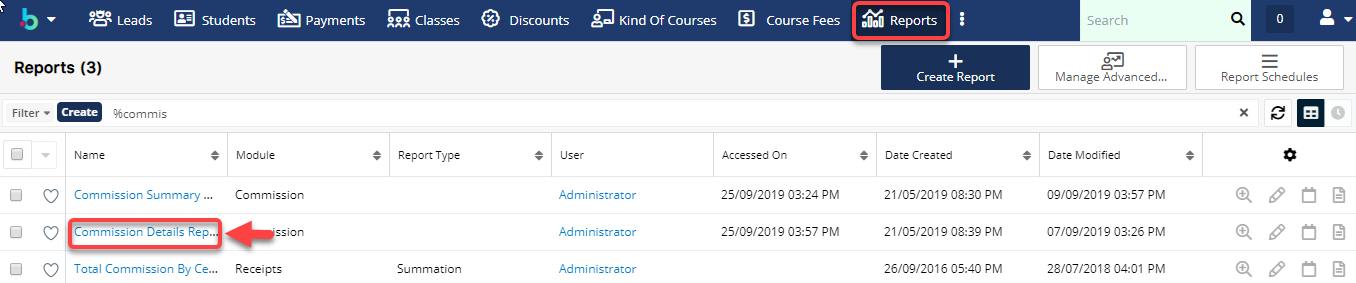 Leads Students Payments Classes Discounts Kind Of Courses Course Fees Reports Search 0
Reports (3) Create Report Manage Advanced... Report Schedules
Filter Create %commis
Name Module Report Type User Accessed On Date Created Date Modified
Commission Summary ... Commission Administrator 25/09/2019 03:24 PM 21/05/2019 08:30 PM 09/09/2019 03:57 PM
Commission Details Rep... ission Administrator 25/09/2019 03:57 PM 21/05/2019 08:39 PM 07/09/2019 03:26 PM
Total Commission By Ce... Receipts Summation Administrator 26/09/2016 05:40 PM 28/07/2018 04:01 PM